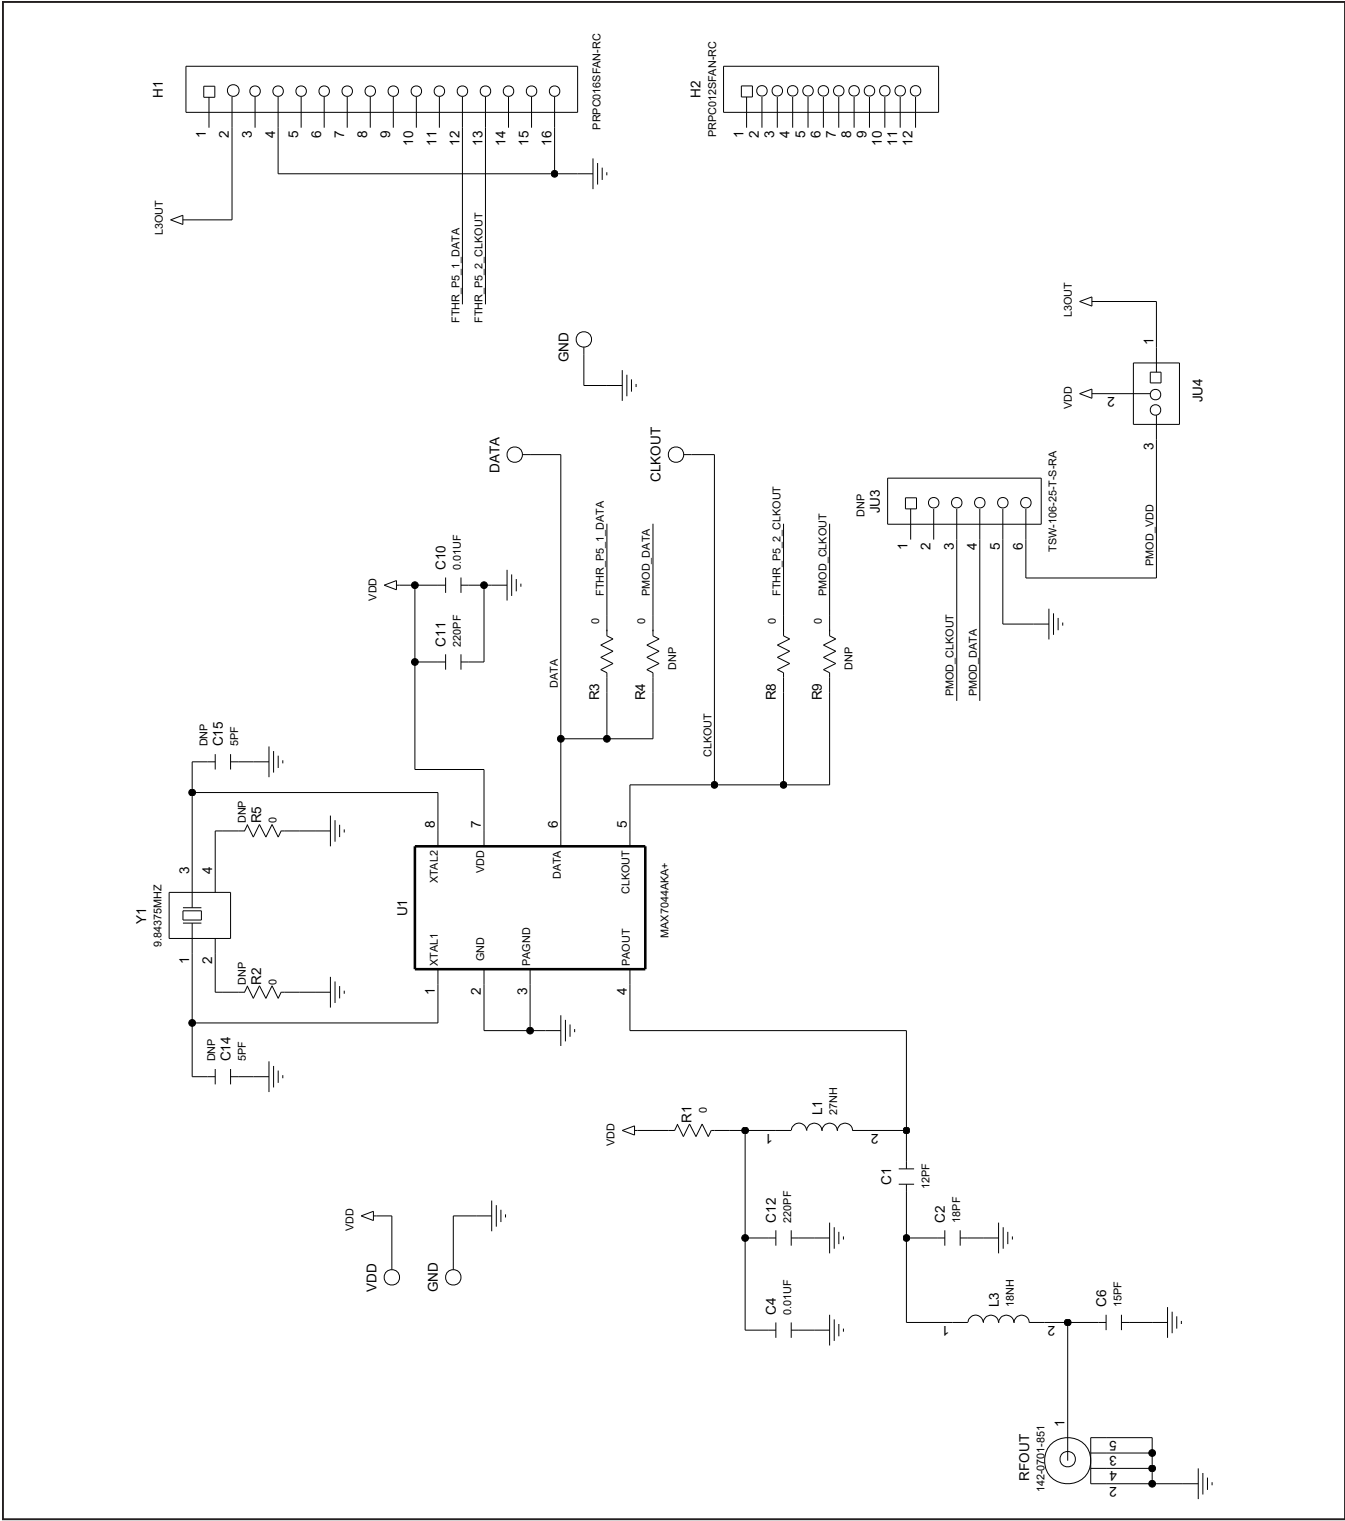 H1
PRPC016SFAN-RC
1
2
3
4
5
6
7
8
9
10
11
12
13
14
15
16
L3OUT
FTHR_P5_1_DATA
FTHR_P5_2_CLKOUT
H2
PRPC012SFAN-RC
1
2
3
4
5
6
7
8
9
10
11
12
GND
L3OUT
VDD
1
2
3
JU4
PMOD_VDD
DNP
JU3
TSW-106-25-T-S-RA
1
2
3
4
5
6
PMOD_CLKOUT
PMOD_DATA
DATA
CLKOUT
VDD
C10
0.01UF
C11
220PF
DATA
R3
0
FTHR_P5_1_DATA
R4
0
DNP
PMOD_DATA
CLKOUT
R8
0
FTHR_P5_2_CLKOUT
R9
0
DNP
PMOD_CLKOUT
DNP
C15
5PF
DNP
R5
0
Y1
9.84375MHZ
3
4
1
2
DNP
R2
0
DNP
C14
5PF
U1
MAX7044AKA+
8
XTAL2
7
VDD
6
DATA
5
CLKOUT
XTAL1
1
GND
2
PAGND
3
PAOUT
4
VDD
R1
0
1
L1
27NH
2
C12
220PF
C4
0.01UF
C1
12PF
C2
18PF
1
L3
18NH
2
C6
15PF
VDD
VDD
GND
RFOUT
142-0701-851
1
5
3
4
2